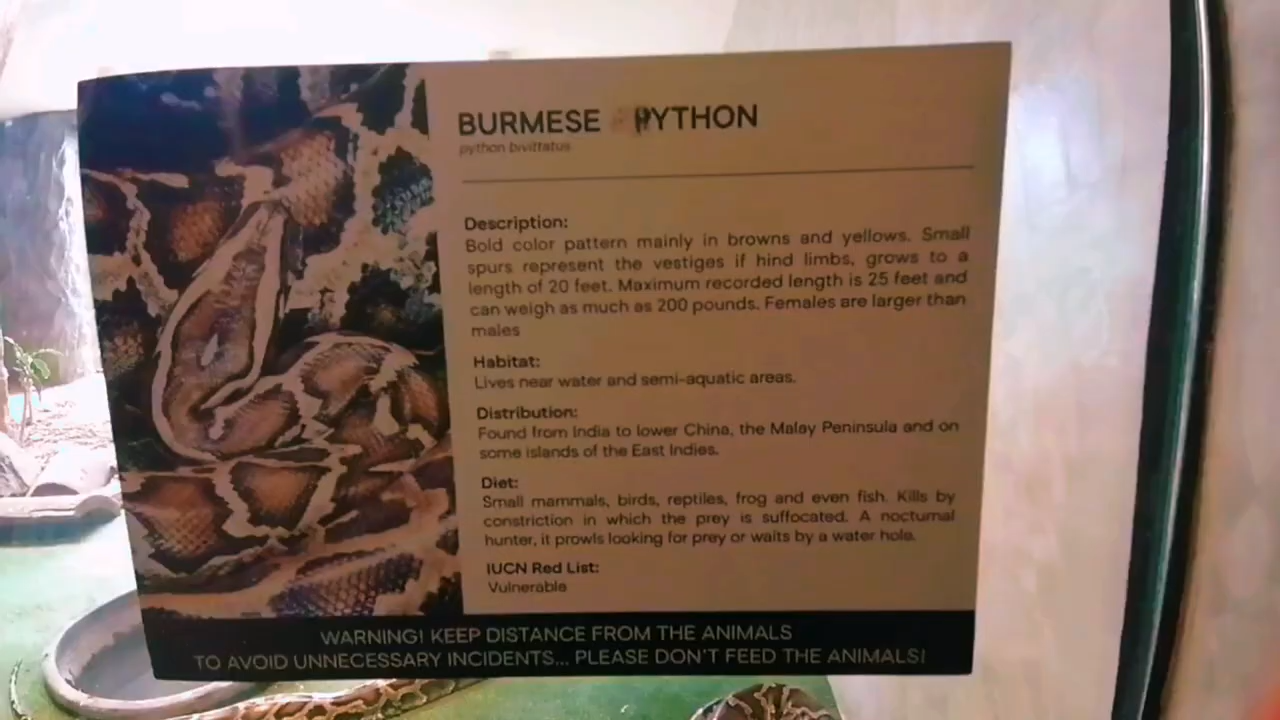 BURMESE PYTHON
python bivittatus
Description:
Bold color pattern mainly in browns and yellows. Small
spurs represent the vestiges if hind limbs, grows to a
length of 20 feet. Maximum recorded length is 25 feet and
can weigh as much as 200 pounds. Females are larger than
males
Habitat:
Lives near water and semi-aquatic areas.
Distribution:
Found from India to lower China, the Malay Peninsula and on
some islands of the East Indies.
Diet:
Small mammals, birds, reptiles, frog and even fish. Kills by
constriction in which the prey is suffocated. A nocturnal
hunter, it prowls looking for prey or waits by a water hole.
IUCN Red List:
Vulnerable
WARNING! KEEP DISTANCE FROM THE ANIMALS
TO AVOID UNNECESSARY INCIDENTS... PLEASE DON'T FEED THE ANIMALS!